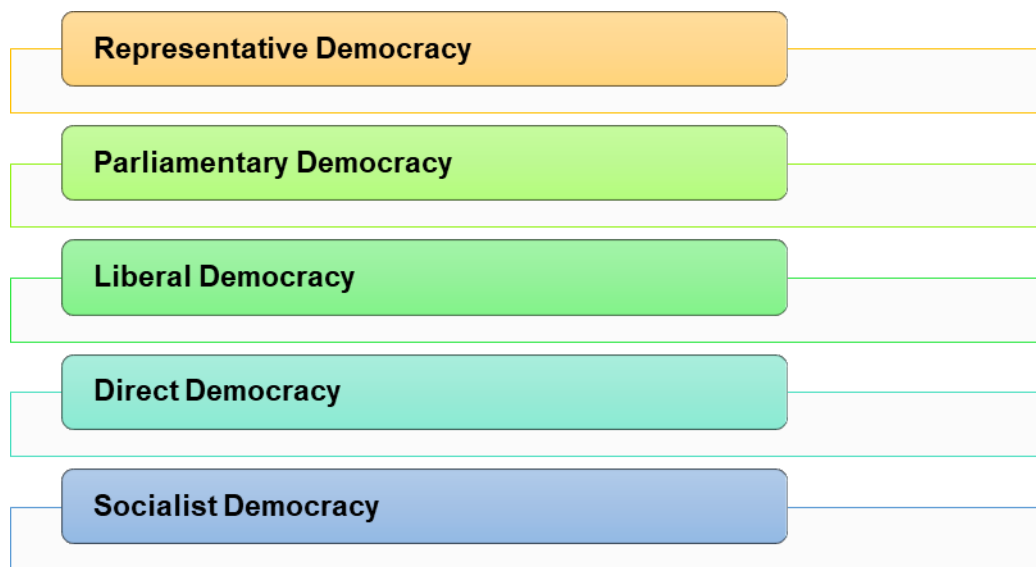 Representative Democracy
Parliamentary Democracy
Liberal Democracy
Direct Democracy
Socialist Democracy